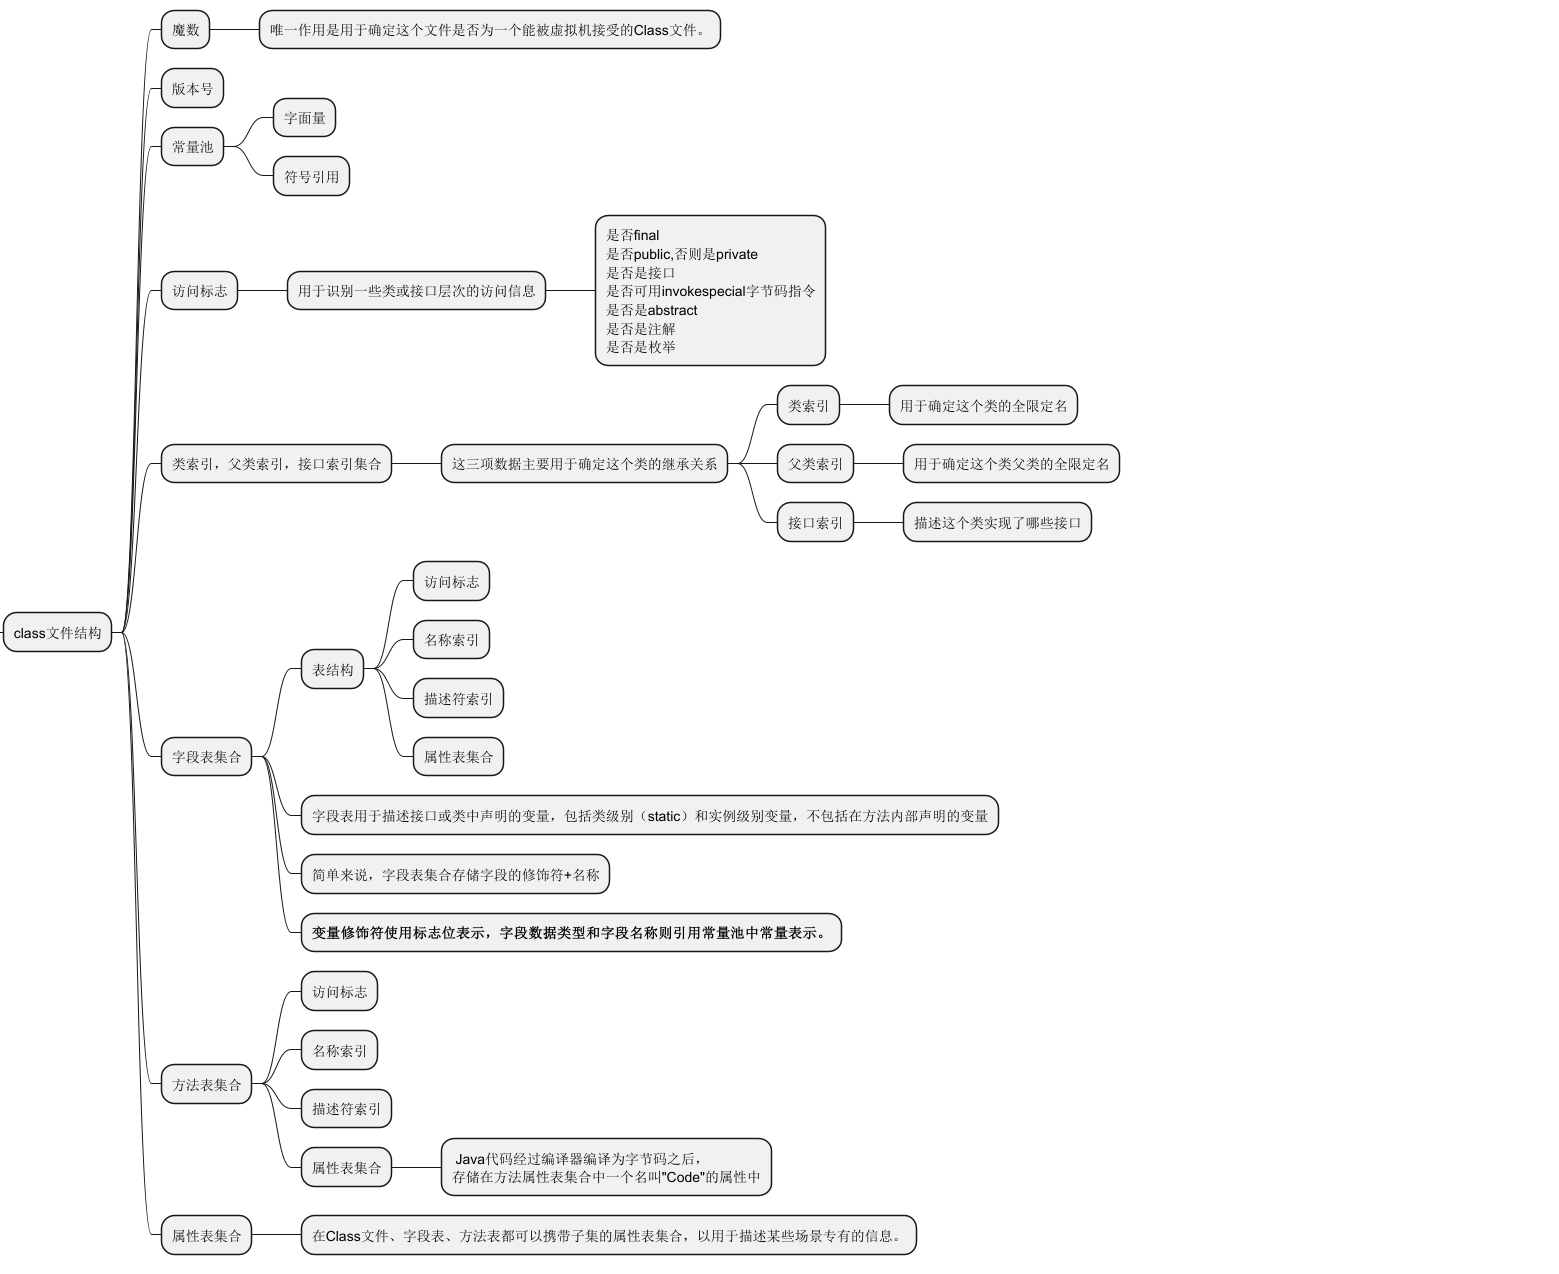 class文件结构
魔数
唯一作用是用于确定这个文件是否为一个能被虚拟机接受的Class文件。
版本号
常量池
字面量
符号引用
访问标志
用于识别一些类或接口层次的访问信息
是否final
是否public,否则是private
是否是接口
是否可用invokespecial字节码指令
是否是abstract
是否是注解
是否是枚举
类索引，父类索引，接口索引集合
这三项数据主要用于确定这个类的继承关系
类索引
用于确定这个类的全限定名
父类索引
用于确定这个类父类的全限定名
接口索引
描述这个类实现了哪些接口
字段表集合
表结构
访问标志
名称索引
描述符索引
属性表集合
字段表用于描述接口或类中声明的变量，包括类级别（static）和实例级别变量，不包括在方法内部声明的变量
简单来说，字段表集合存储字段的修饰符+名称
变量修饰符使用标志位表示，字段数据类型和字段名称则引用常量池中常量表示。
方法表集合
访问标志
名称索引
描述符索引
属性表集合
Java代码经过编译器编译为字节码之后，
存储在方法属性表集合中一个名叫"Code"的属性中
属性表集合
在Class文件、字段表、方法表都可以携带子集的属性表集合，以用于描述某些场景专有的信息。